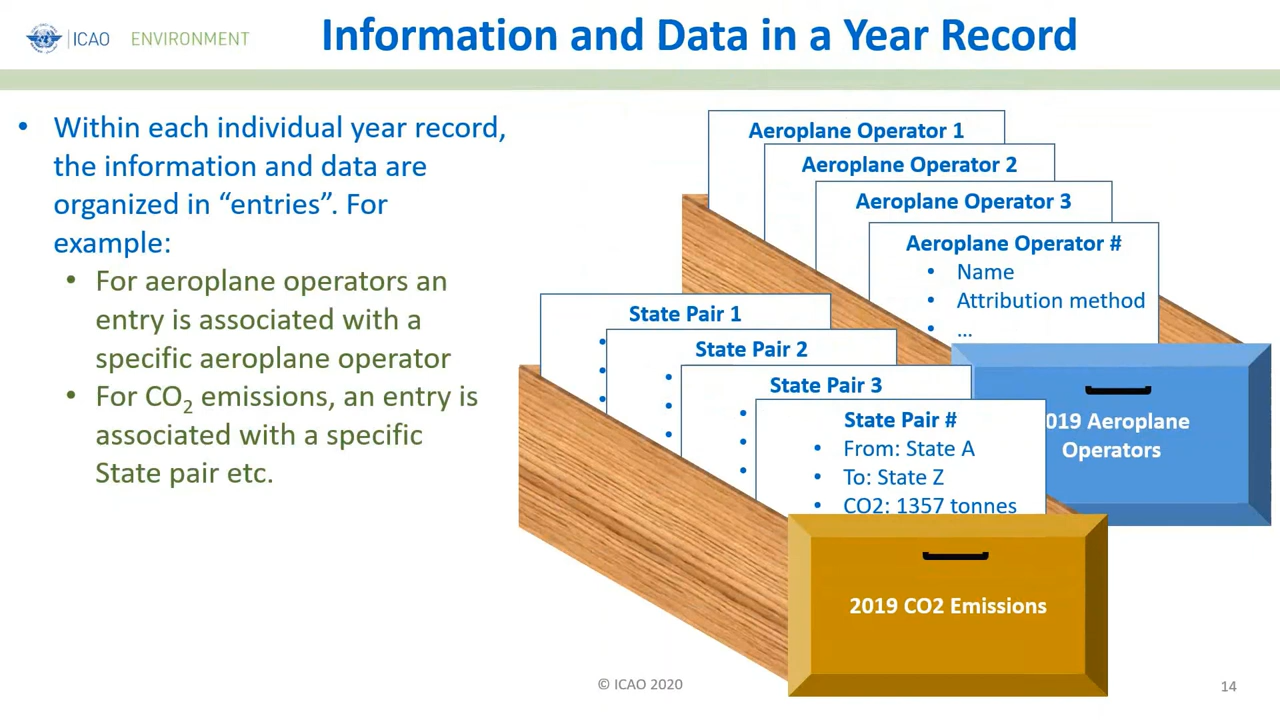 ICAO ENVIRONMENT
Information and Data in a Year Record
• Within each individual year record,
the information and data are
organized in “entries”. For
example:
• For aeroplane operators an
entry is associated with a
specific aeroplane operator
• For CO2 emissions, an entry is
associated with a specific
State pair etc.
Aeroplane Operator 1
Aeroplane Operator 2
Aeroplane Operator 3
Aeroplane Operator #
• Name
• Attribution method
• ...
019 Aeroplane
Operators
State Pair 1
State Pair 2
State Pair 3
State Pair #
• From: State A
• To: State Z
• CO2: 1357 tonnes
2019 CO2 Emissions
© ICAO 2020
14